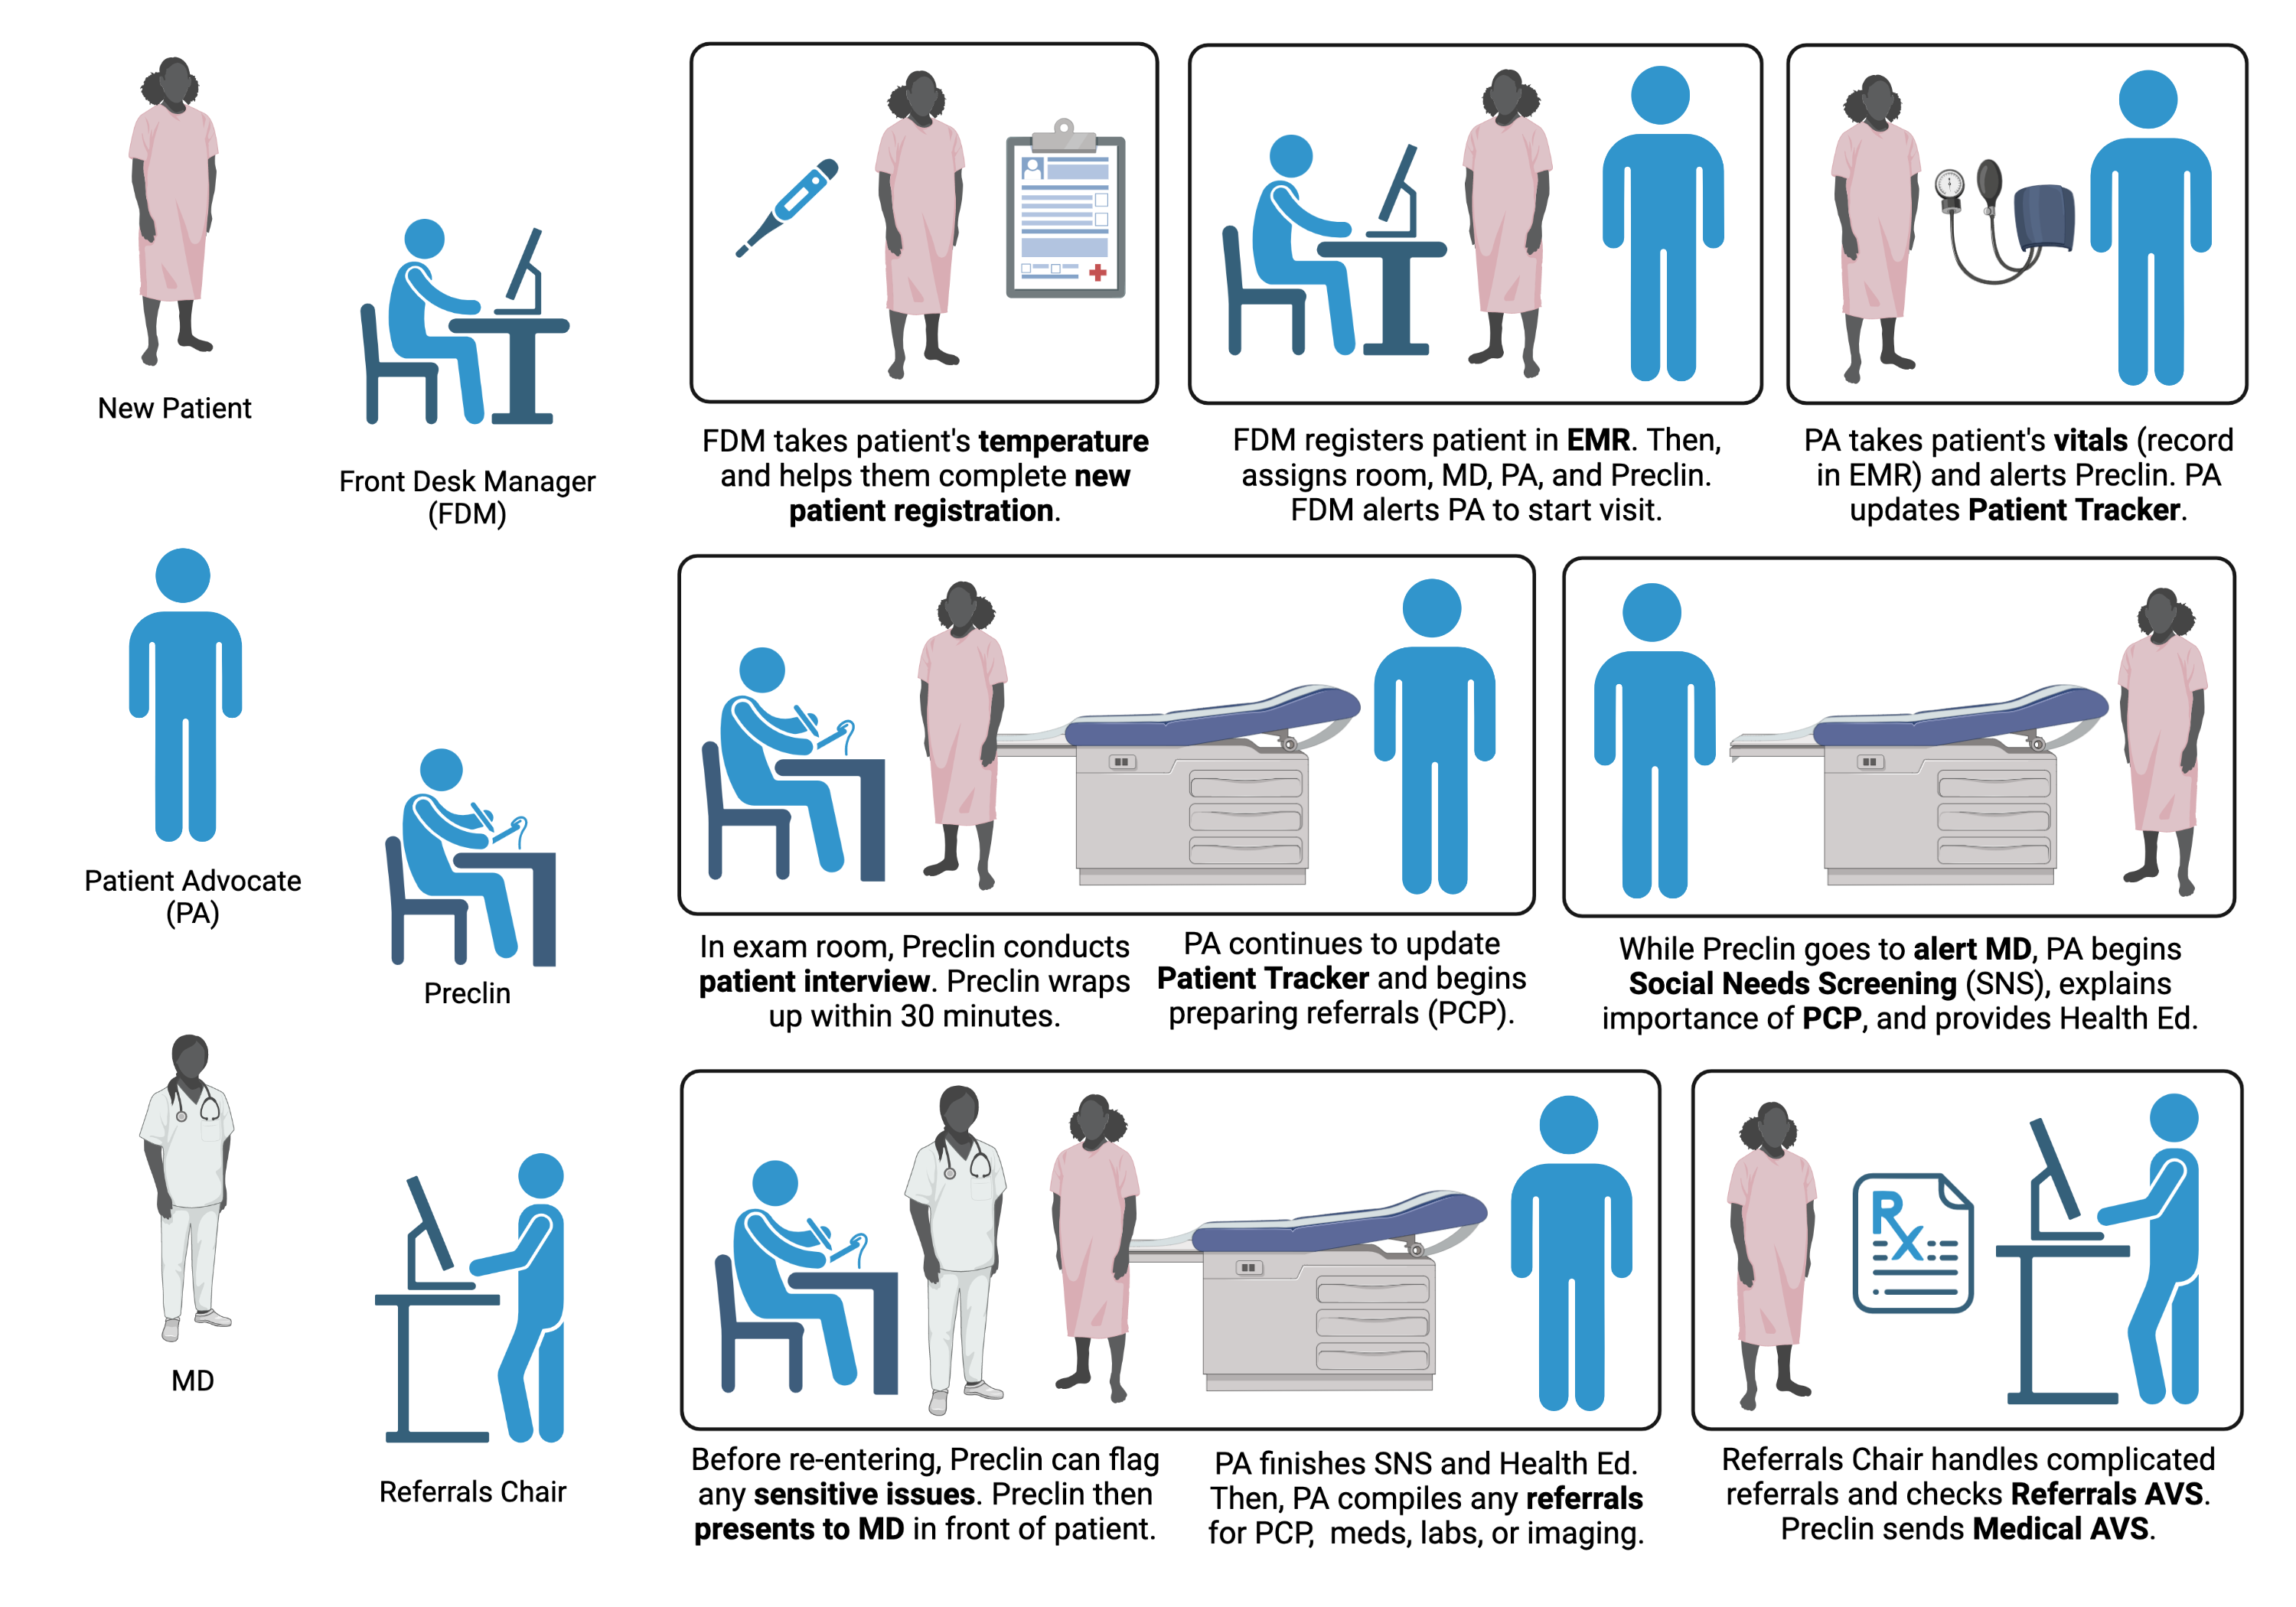 New Patient
Front Desk Manager
(FDM)
Patient Advocate
(PA)
Preclin
MD
Referrals Chair
FDM takes patient's temperature
and helps them complete new
patient registration.
FDM registers patient in EMR. Then,
assigns room, MD, PA, and Preclin.
FDM alerts PA to start visit.
PA takes patient's vitals (record
in EMR) and alerts Preclin. PA
updates Patient Tracker.
In exam room, Preclin conducts
patient interview. Preclin wraps
up within 30 minutes.
PA continues to update
Patient Tracker and begins
preparing referrals (PCP).
While Preclin goes to alert MD, PA begins
Social Needs Screening (SNS), explains
importance of PCP, and provides Health Ed.
Before re-entering, Preclin can flag
any sensitive issues. Preclin then
presents to MD in front of patient.
PA finishes SNS and Health Ed.
Then, PA compiles any referrals
for PCP, meds, labs, or imaging.
Rx
Referrals Chair handles complicated
referrals and checks Referrals AVS.
Preclin sends Medical AVS.